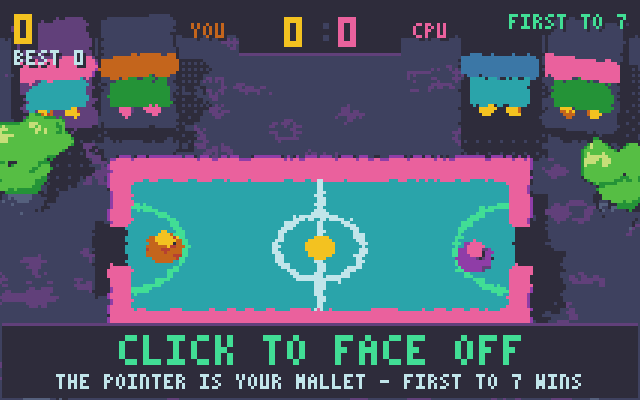 0
BEST 0
YOU 0 : 0 CPU
FIRST TO 7
CLICK TO FACE OFF
THE POINTER IS YOUR MALLET - FIRST TO 7 WINS